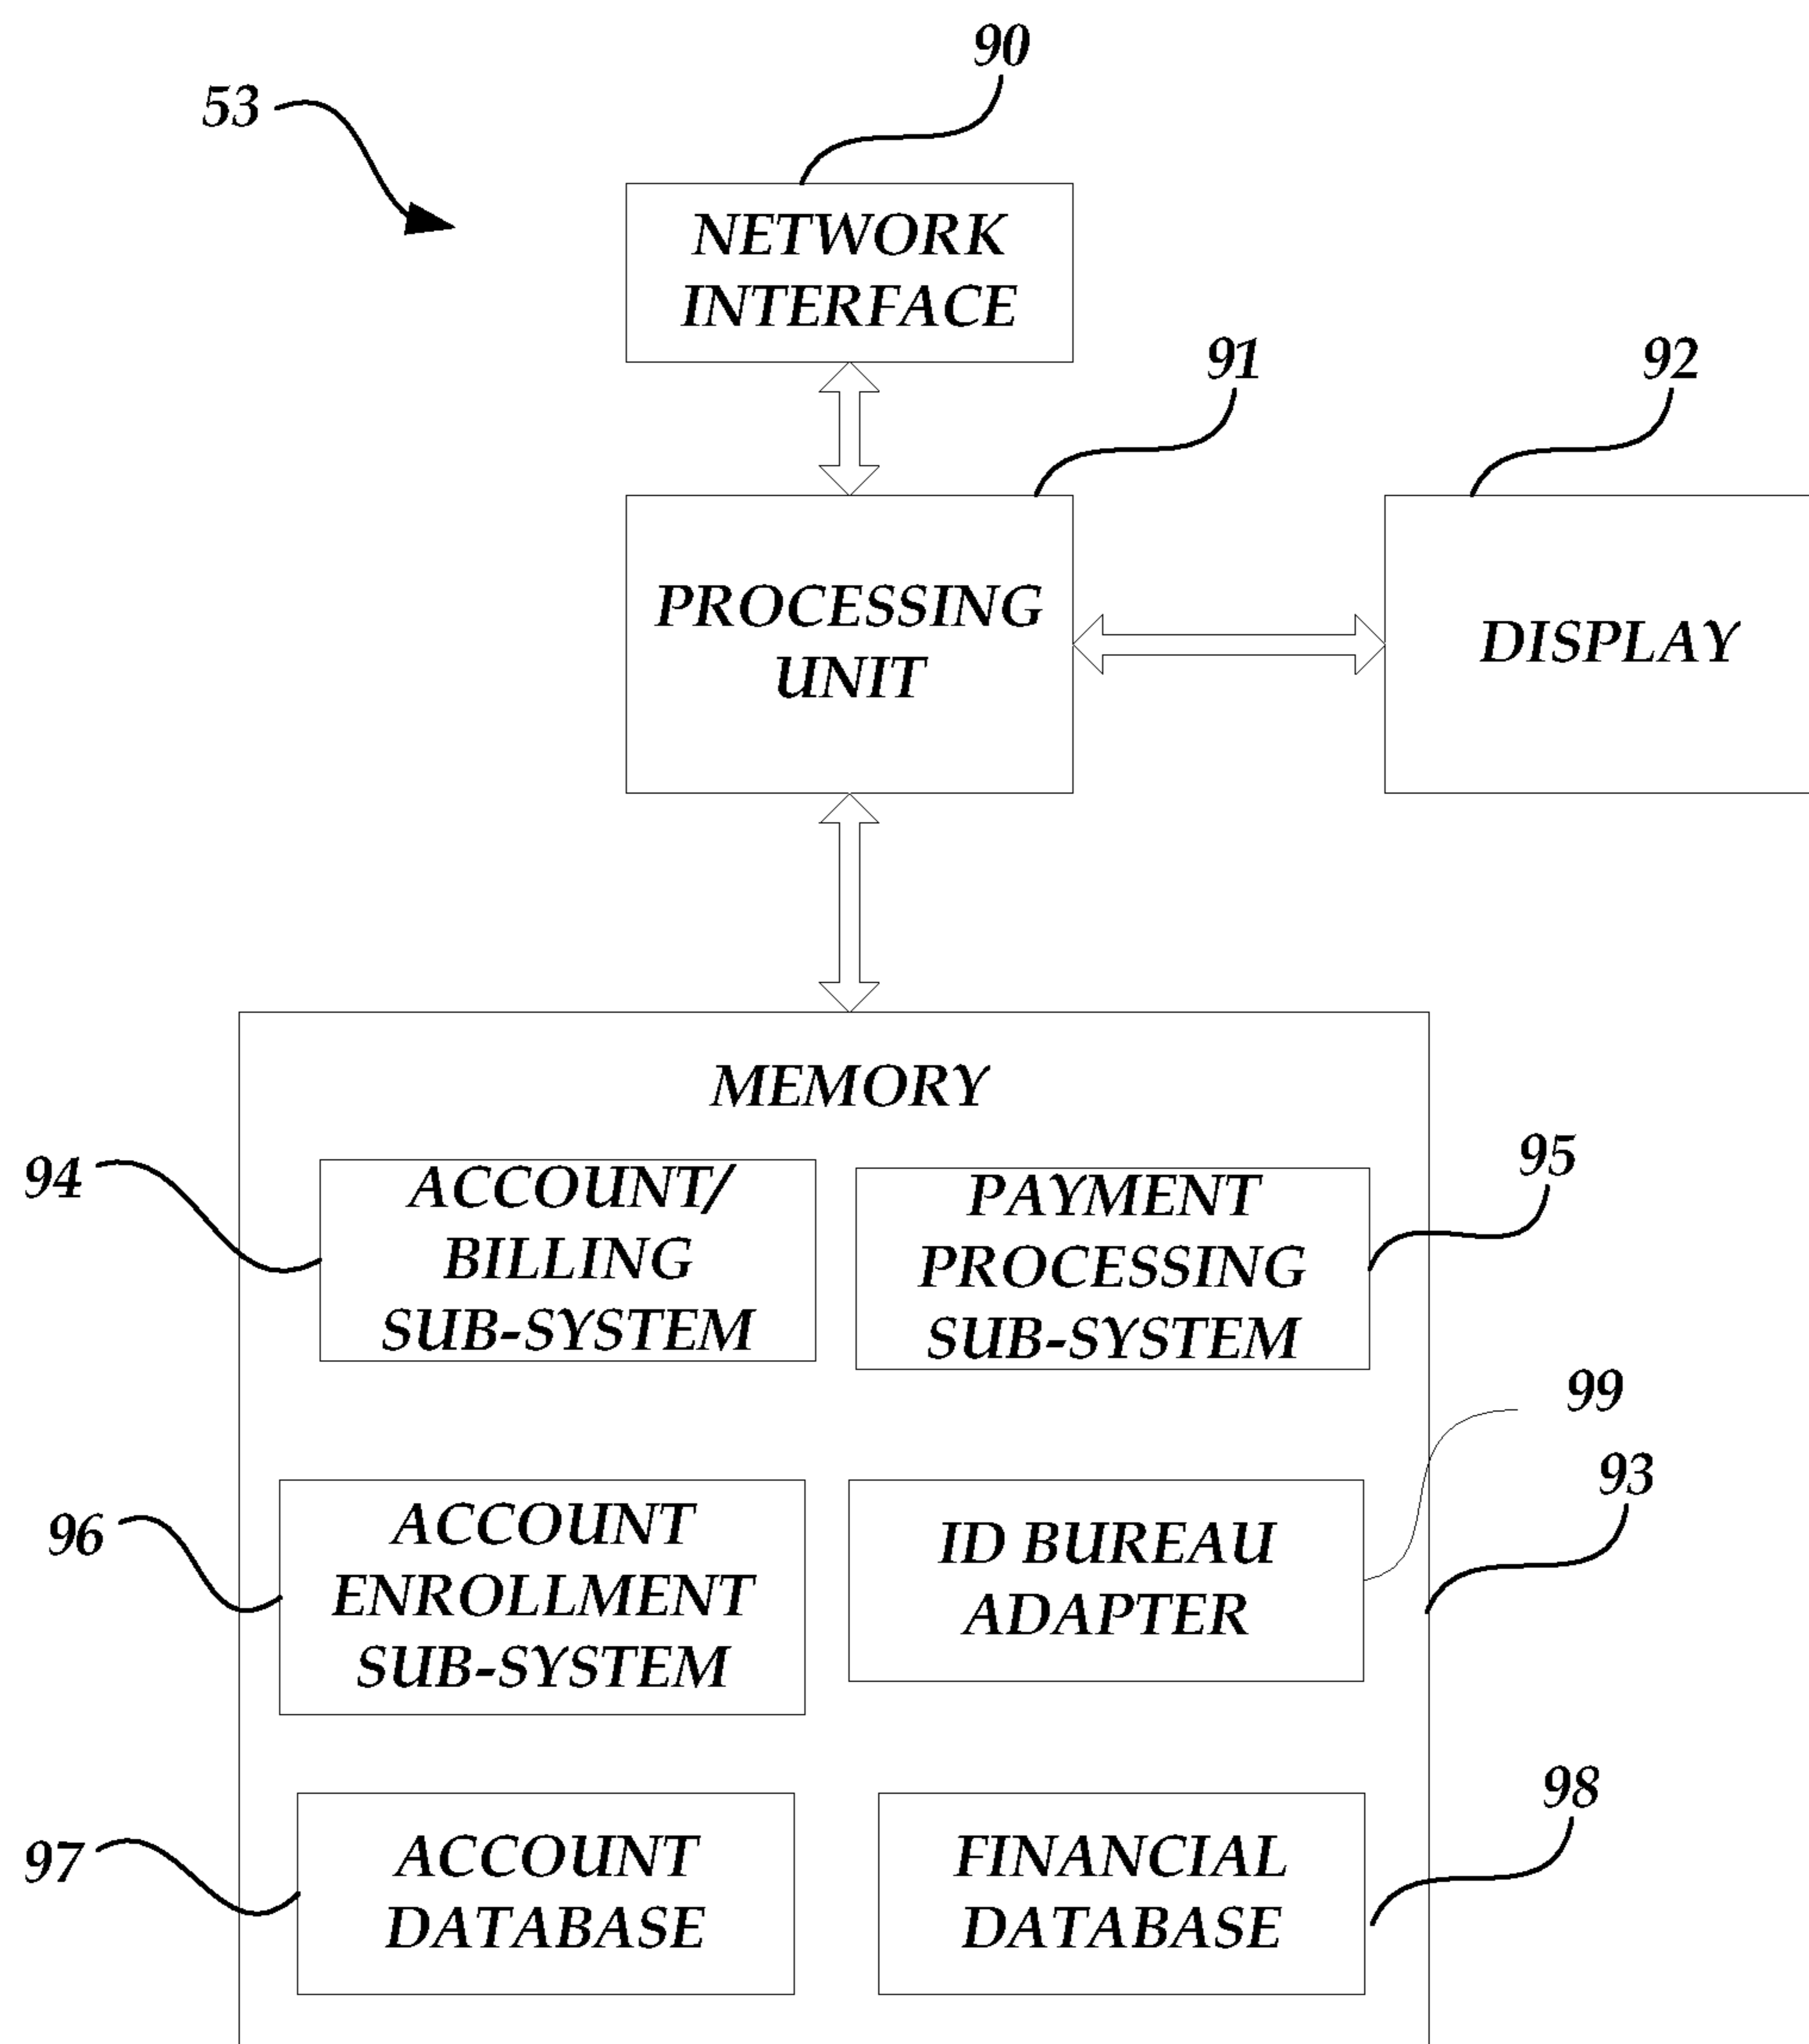 90
53
NETWORK
INTERFACE
91
92
PROCESSING
UNIT
DISPLAY
MEMORY
94
ACCOUNT/
BILLING
SUB-SYSTEM
PAYMENT
PROCESSING
SUB-SYSTEM
95
99
93
96
ACCOUNT
ENROLLMENT
SUB-SYSTEM
ID BUREAU
ADAPTER
98
97
ACCOUNT
DATABASE
FINANCIAL
DATABASE